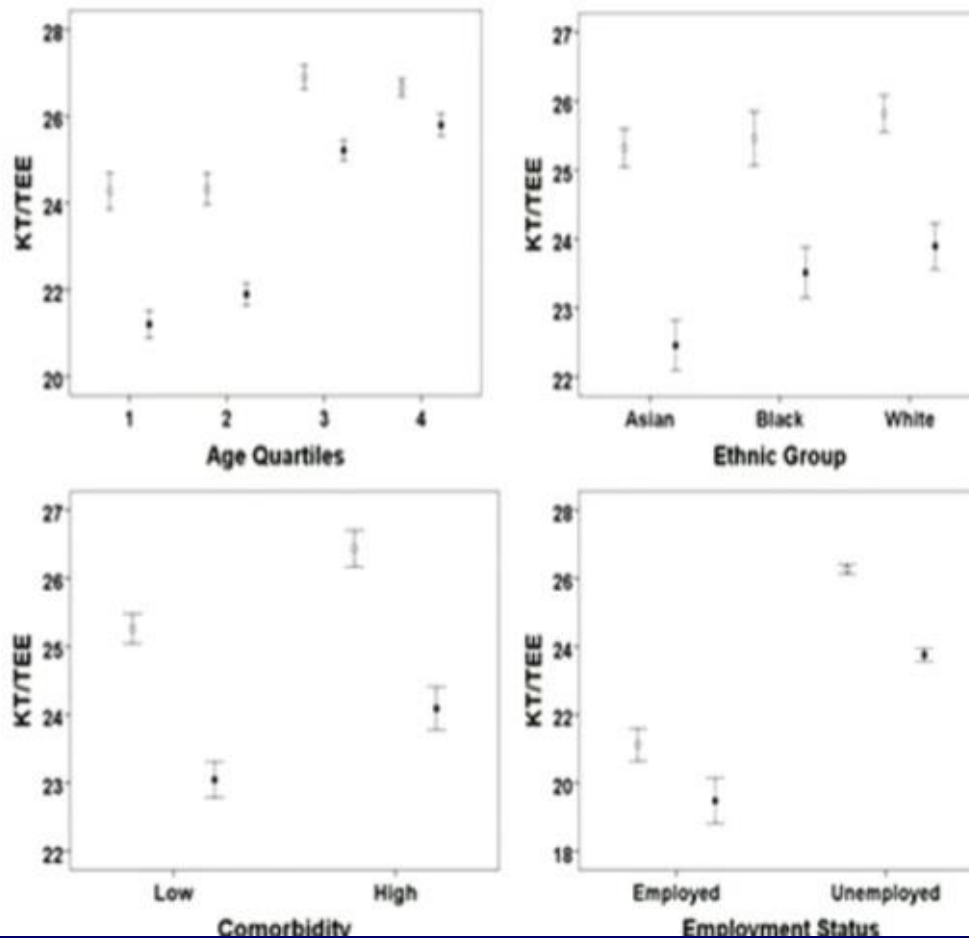 28
26
24
22
20
KT/TEE
1 2 3 4
Age Quartiles
27
26
25
24
23
22
KT/TEE
Asian Black White
Ethnic Group
27
26
25
24
23
22
KT/TEE
Low High
Comorbidity
28
26
24
22
20
18
KT/TEE
Employed Unemployed
Employment Status